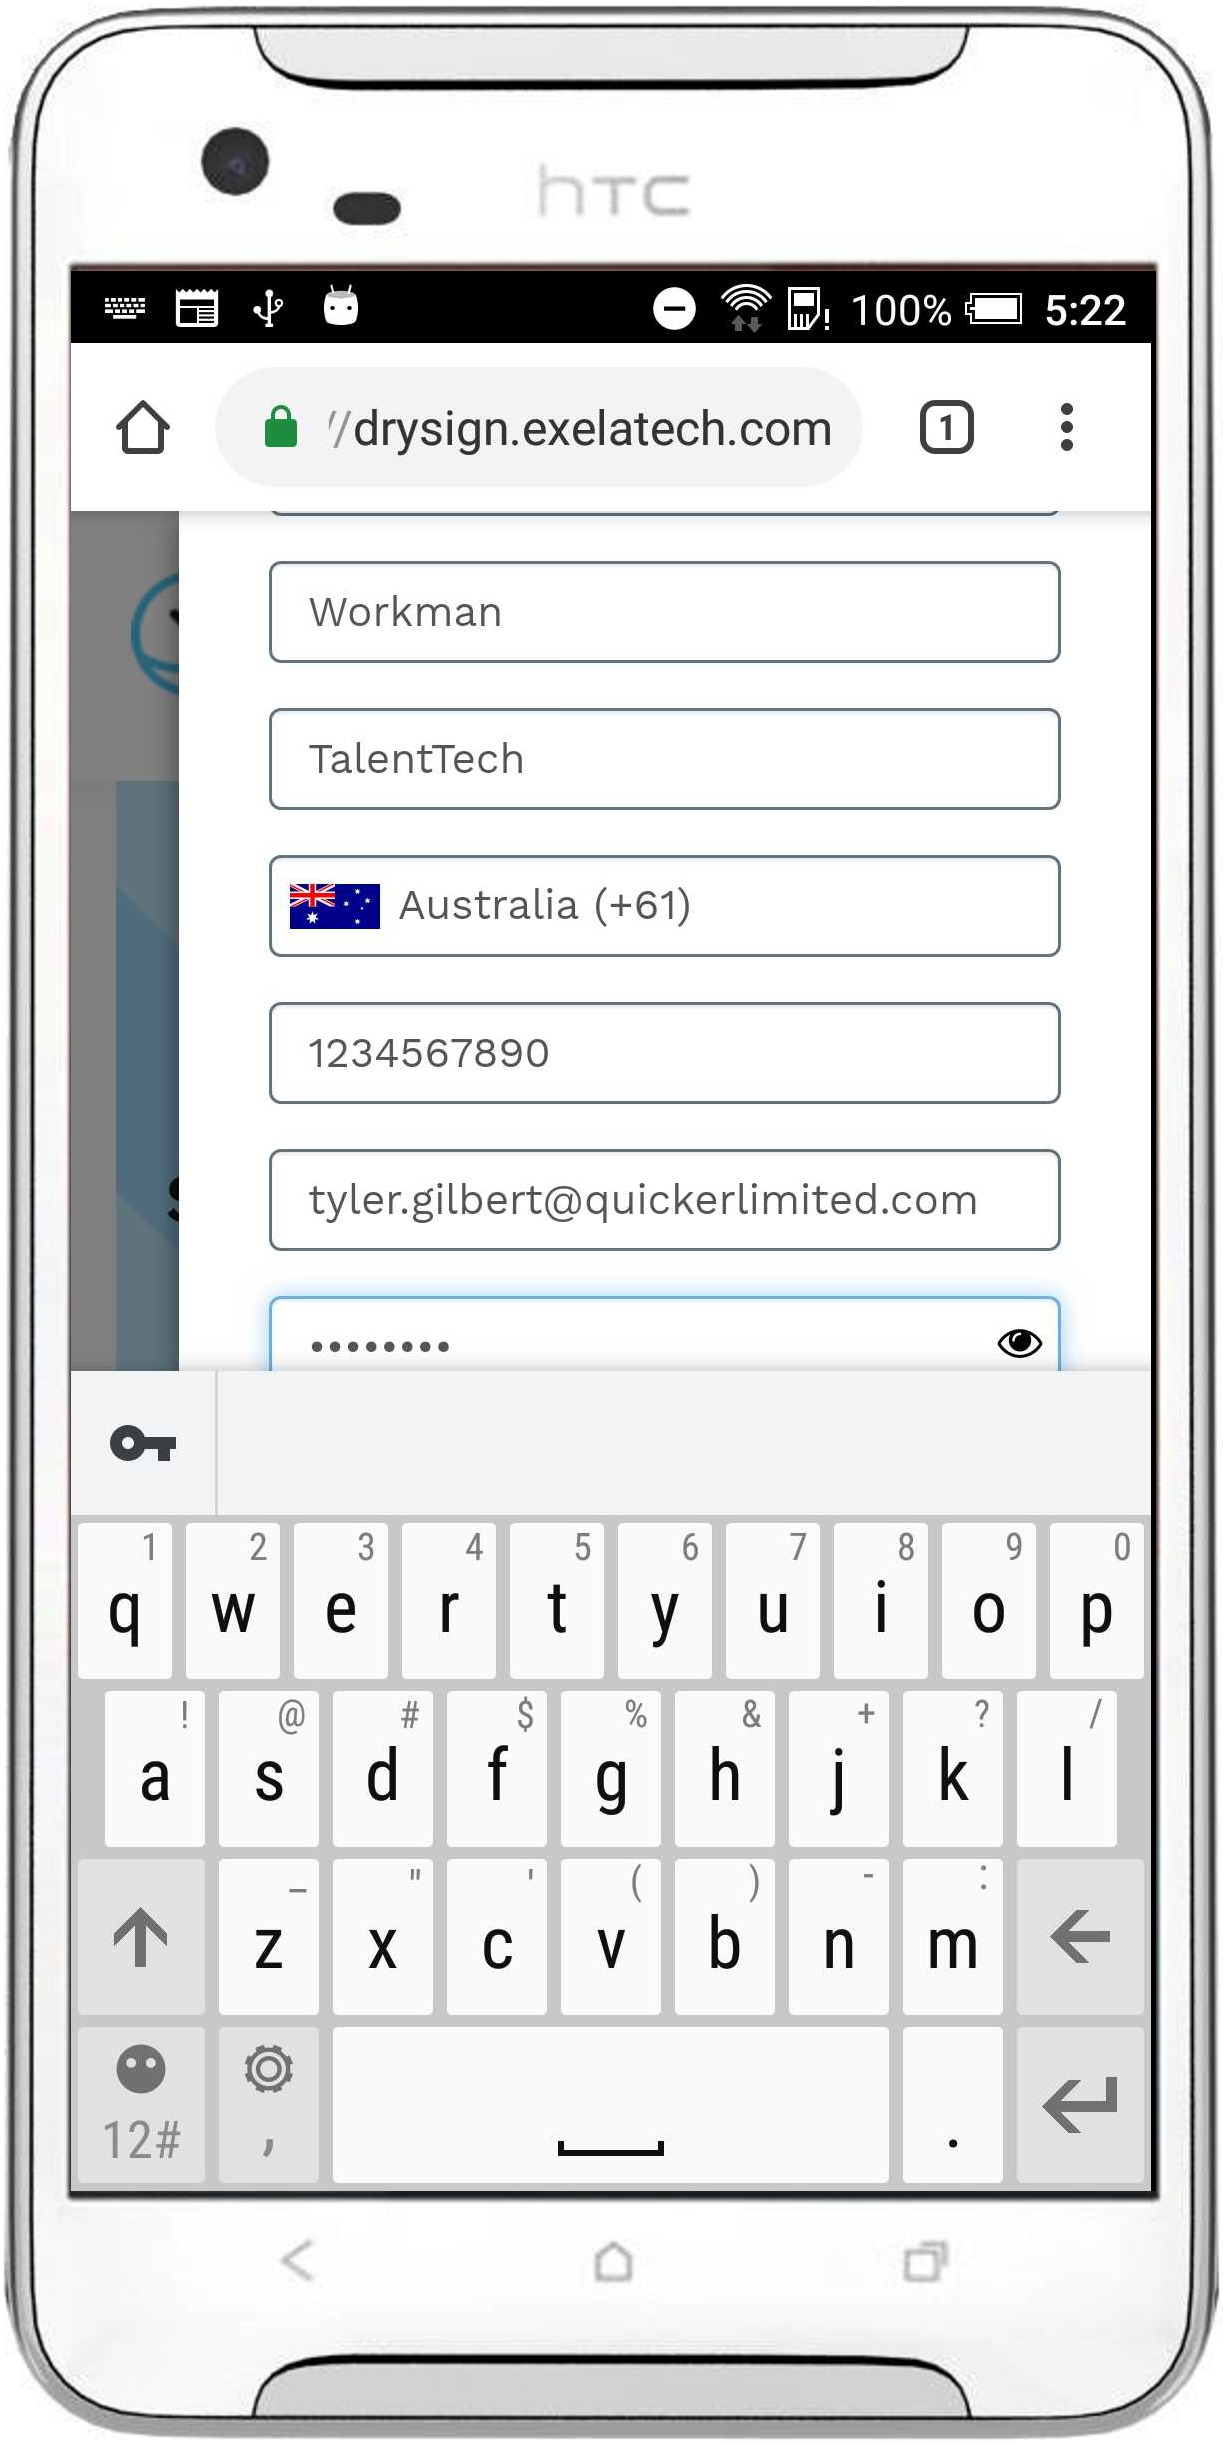 hTC
100% 5:22
//drysign.exelatech.com 1
Workman
TalentTech
Australia (+61)
1234567890
tyler.gilbert@quickerlimited.com
••••••••
1 2 3 4 5 6 7 8 9 0
q w e r t y u i o p
! @ # $ % & + ? /
a s d f g h j k l
_ " ' ( ) - :
z x c v b n m
12# , .